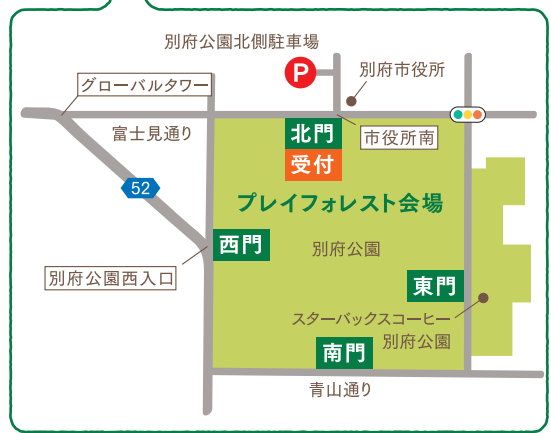 別府公園北側駐車場
P
別府市役所
グローバルタワー
富士見通り
北門
受付
市役所南
52
プレイフォレスト会場
西門
別府公園
別府公園西入口
東門
スターバックスコーヒー
別府公園
南門
青山通り